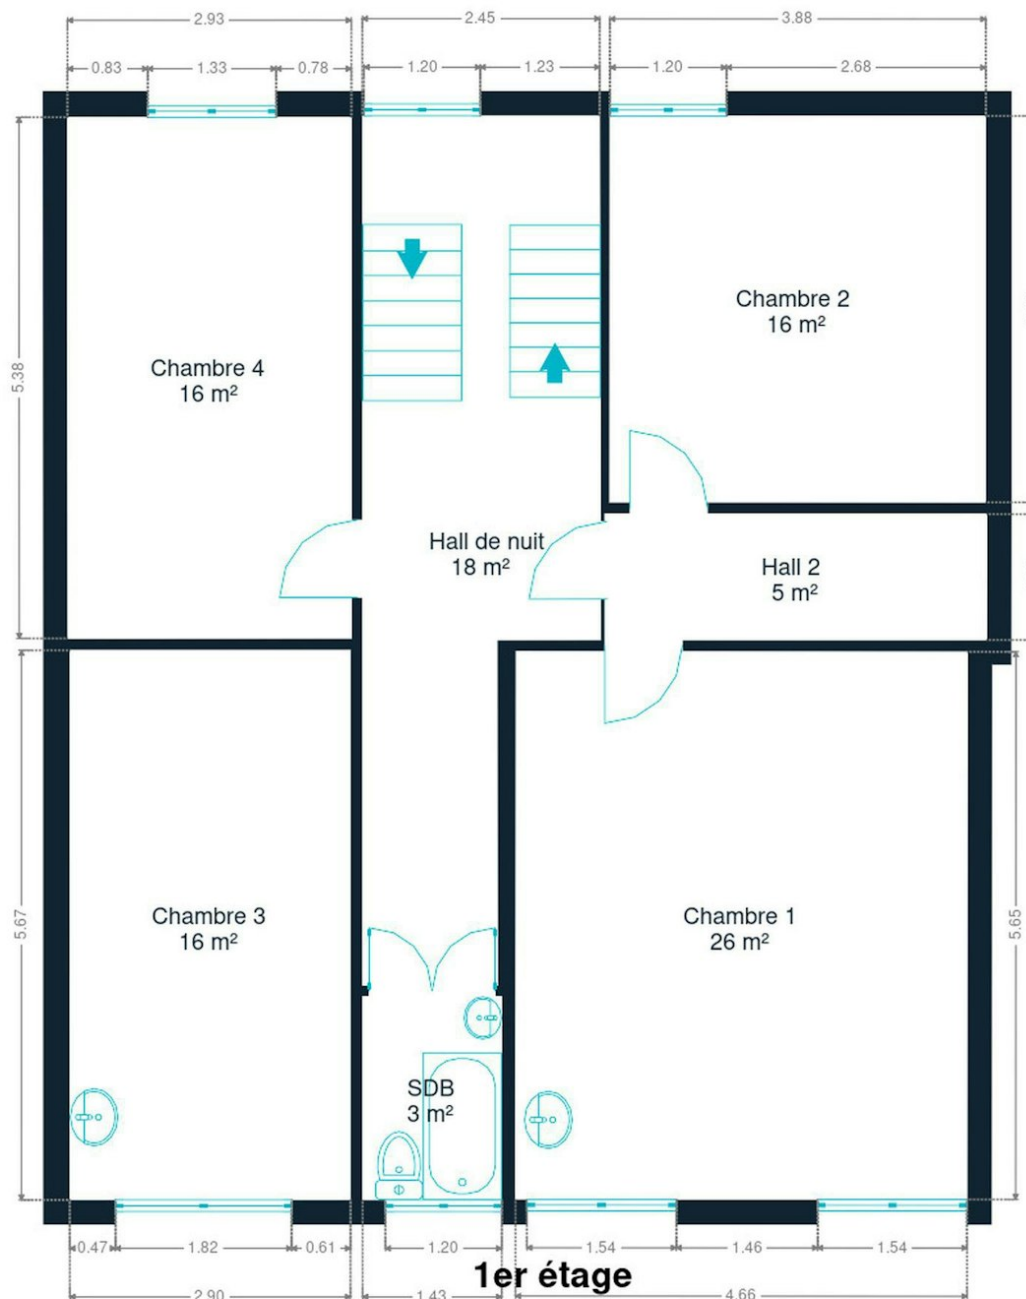 2.93
2.45
3.88
0.83
1.33
0.78
1.20
1.23
1.20
2.68
5.38
Chambre 4
16 m²
Chambre 2
16 m²
Hall de nuit
18 m²
Hall 2
5 m²
5.67
Chambre 3
16 m²
Chambre 1
26 m²
5.65
SDB
3 m²
0.47
1.82
0.61
1.20
1.54
1.46
1.54
1er étage
2.90
1.43
4.66